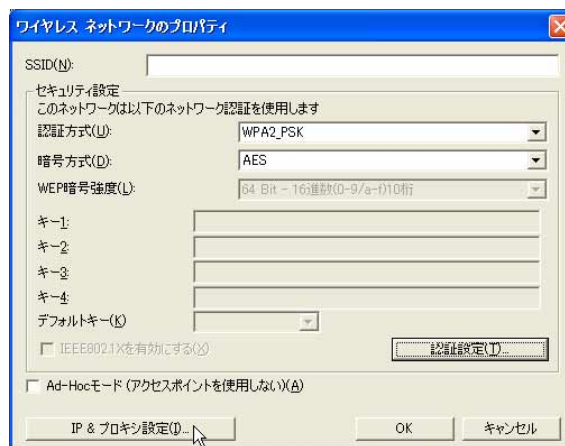 ワイヤレス ネットワークのプロパティ
SSID(N):
セキュリティ設定
このネットワークは以下のネットワーク認証を使用します
認証方式(U): WPA2_PSK
暗号方式(D): AES
WEP暗号強度(L): 64 Bit - 16進数(0-9/a-f)10桁
キー1:
キー2:
キー3:
キー4:
デフォルトキー(K)
IEEE802.1Xを有効にする(X) 認証設定(T)...
Ad-Hocモード (アクセスポイントを使用しない)(A)
IP & プロキシ設定(I)... OK キャンセル